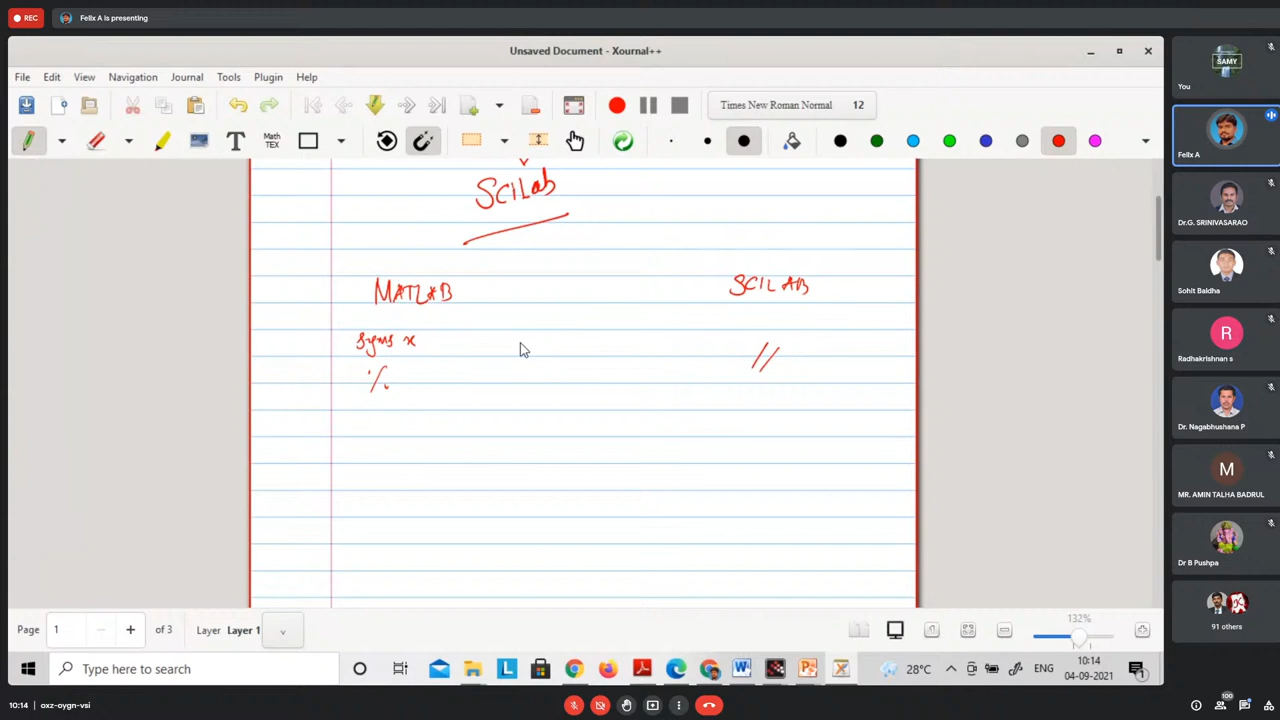 REC
Felix A is presenting
Unsaved Document - Xournal++
File Edit View Navigation Journal Tools Plugin Help
Times New Roman Normal 12
T
Math
TEX
SCILab
MATLAB SCILAB
syms x
% //
Page 1 of 3 Layer Layer 1
132%
Type here to search
28°C
ENG
10:14
04-09-2021
1
SAMY
You
Felix A
Dr.G. SRINIVASARAO
Sohit Baldha
R
Radhakrishnan s
Dr. Nagabhushana P
M
MR. AMIN TALHA BADRUL
Dr B Pushpa
91 others
10:14 | oxz-oygn-vsi
100